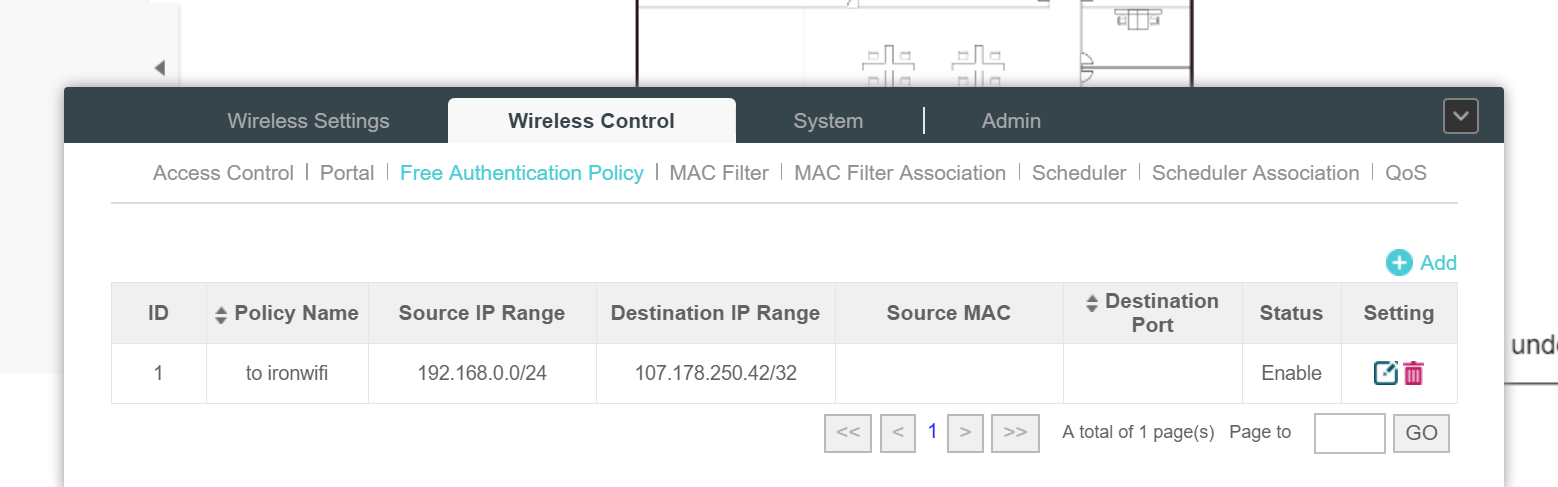 Wireless Settings Wireless Control System Admin
Access Control Portal Free Authentication Policy MAC Filter MAC Filter Association Scheduler Scheduler Association QoS
Add
ID Policy Name Source IP Range Destination IP Range Source MAC Destination Port Status Setting
1 to ironwifi 192.168.0.0/24 107.178.250.42/32 Enable
<< < 1 > >> A total of 1 page(s) Page to GO